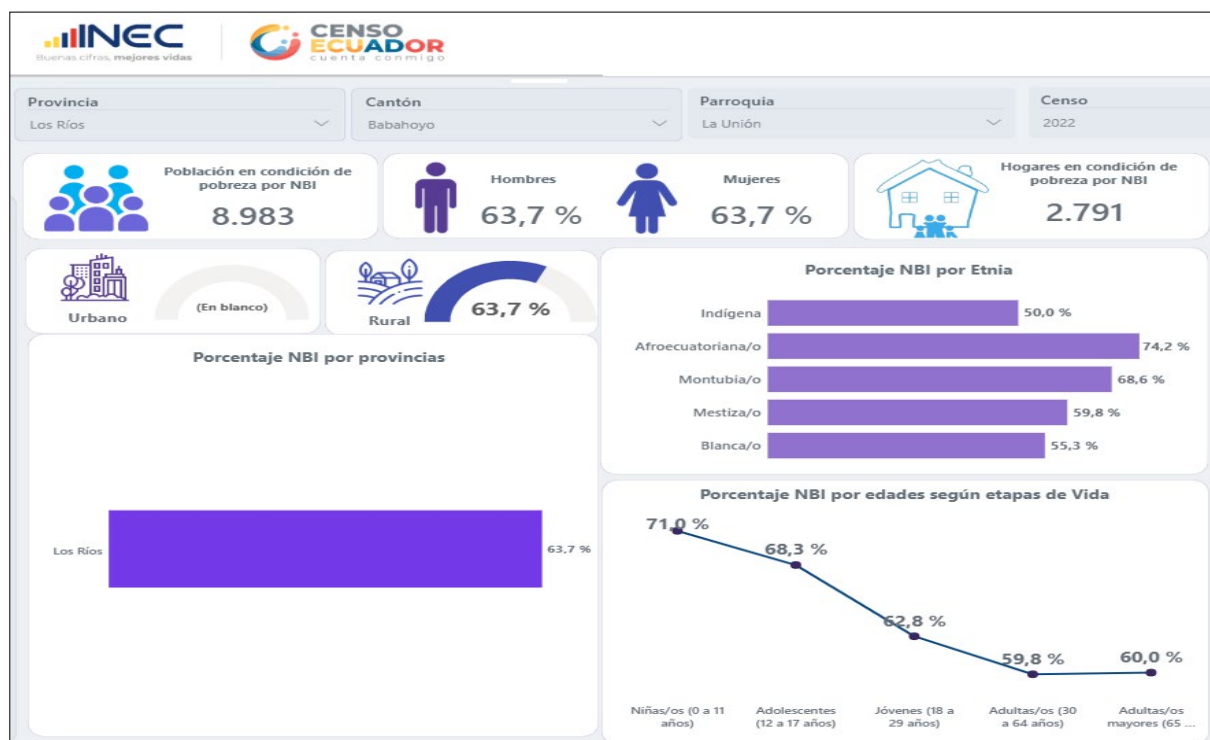 INEC
Buenas cifras, mejores vidas
CENSO
ECUADOR
cuenta conmigo
Provincia
Los Ríos
Cantón
Babahoyo
Parroquia
La Unión
Censo
2022
Población en condición de
pobreza por NBI
8.983
Hombres
63,7 %
Mujeres
63,7 %
Hogares en condición de
pobreza por NBI
2.791
Urbano
(En blanco)
Rural
63,7 %
Porcentaje NBI por provincias
Los Ríos
63,7 %
Porcentaje NBI por Etnia
Indígena
50,0 %
Afroecuatoriana/o
74,2 %
Montubia/o
68,6 %
Mestiza/o
59,8 %
Blanca/o
55,3 %
Porcentaje NBI por edades según etapas de Vida
71,0 %
68,3 %
62,8 %
59,8 %
60,0 %
Niñas/os (0 a 11
años)
Adolescentes
(12 a 17 años)
Jóvenes (18 a
29 años)
Adultas/os (30
a 64 años)
Adultas/os
mayores (65 ...